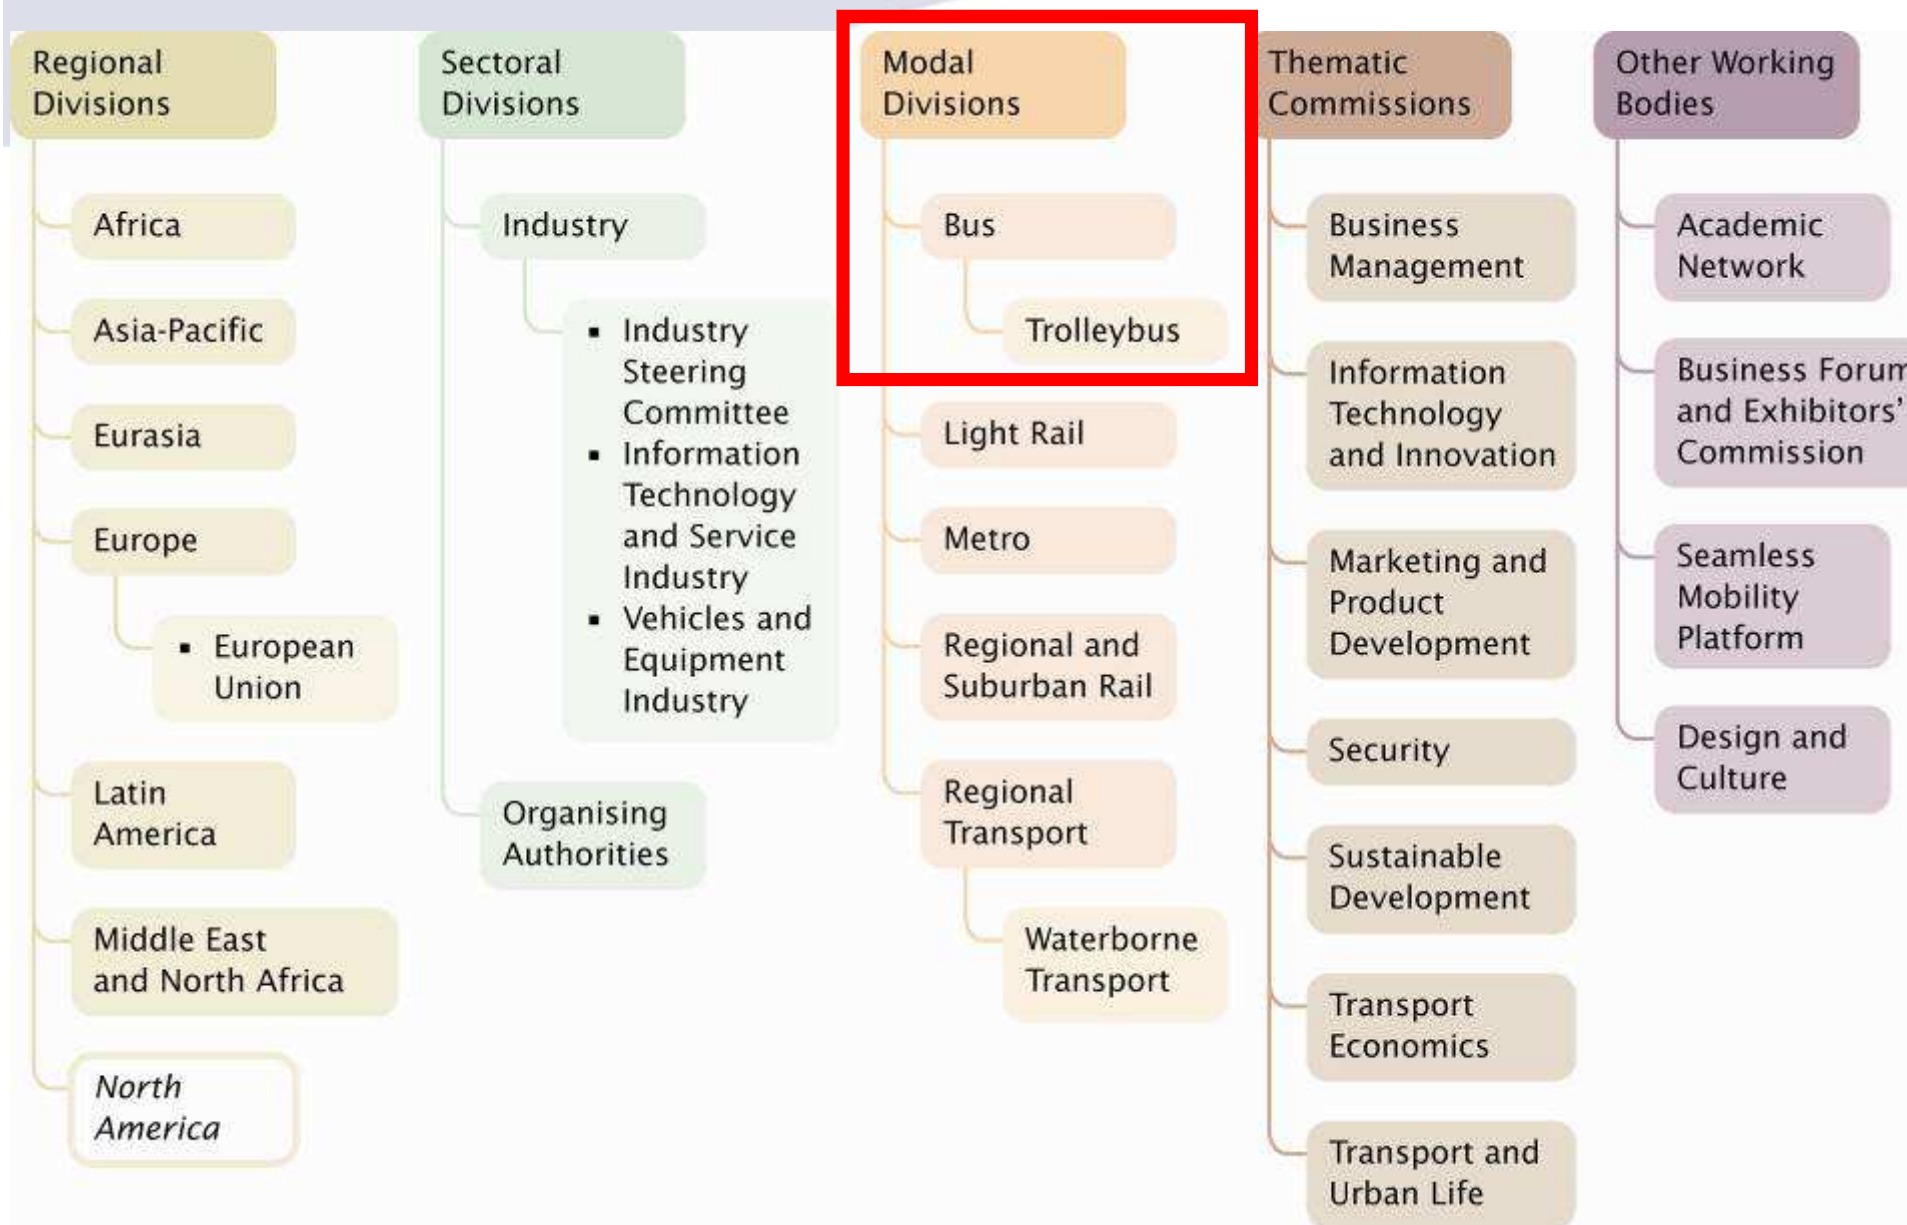 Regional
Divisions
Africa
Asia-Pacific
Eurasia
Europe
▪ European
Union
Latin
America
Middle East
and North Africa
North
America
Sectoral
Divisions
Industry
▪ Industry
Steering
Committee
▪ Information
Technology
and Service
Industry
▪ Vehicles and
Equipment
Industry
Organising
Authorities
Modal
Divisions
Bus
Trolleybus
Light Rail
Metro
Regional and
Suburban Rail
Regional
Transport
Waterborne
Transport
Thematic
Commissions
Business
Management
Information
Technology
and Innovation
Marketing and
Product
Development
Security
Sustainable
Development
Transport
Economics
Transport and
Urban Life
Other Working
Bodies
Academic
Network
Business Forum
and Exhibitors'
Commission
Seamless
Mobility
Platform
Design and
Culture